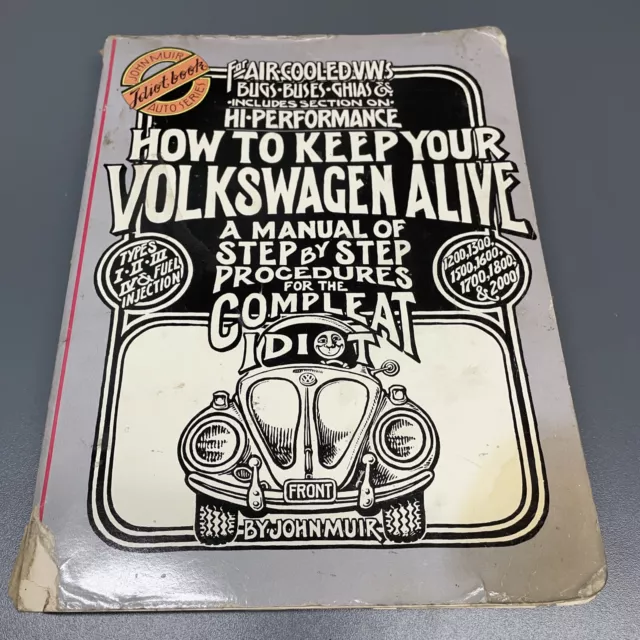 JOHN MUIR
Idiot book
AUTO SERIES
For AIR-COOLED VW's
BUGS·BUSES·GHIAS &
·INCLUDES SECTION ON·
HI-PERFORMANCE
HOW TO KEEP YOUR
VOLKSWAGEN ALIVE
A MANUAL OF
STEP BY STEP
PROCEDURES
FOR THE
COMPLEAT
IDIOT
TYPES
I·II·III
IV & FUEL
INJECTION
1200, 1300,
1500, 1600,
1700, 1800,
& 2000
VW
FRONT
·BY·JOHN MUIR·